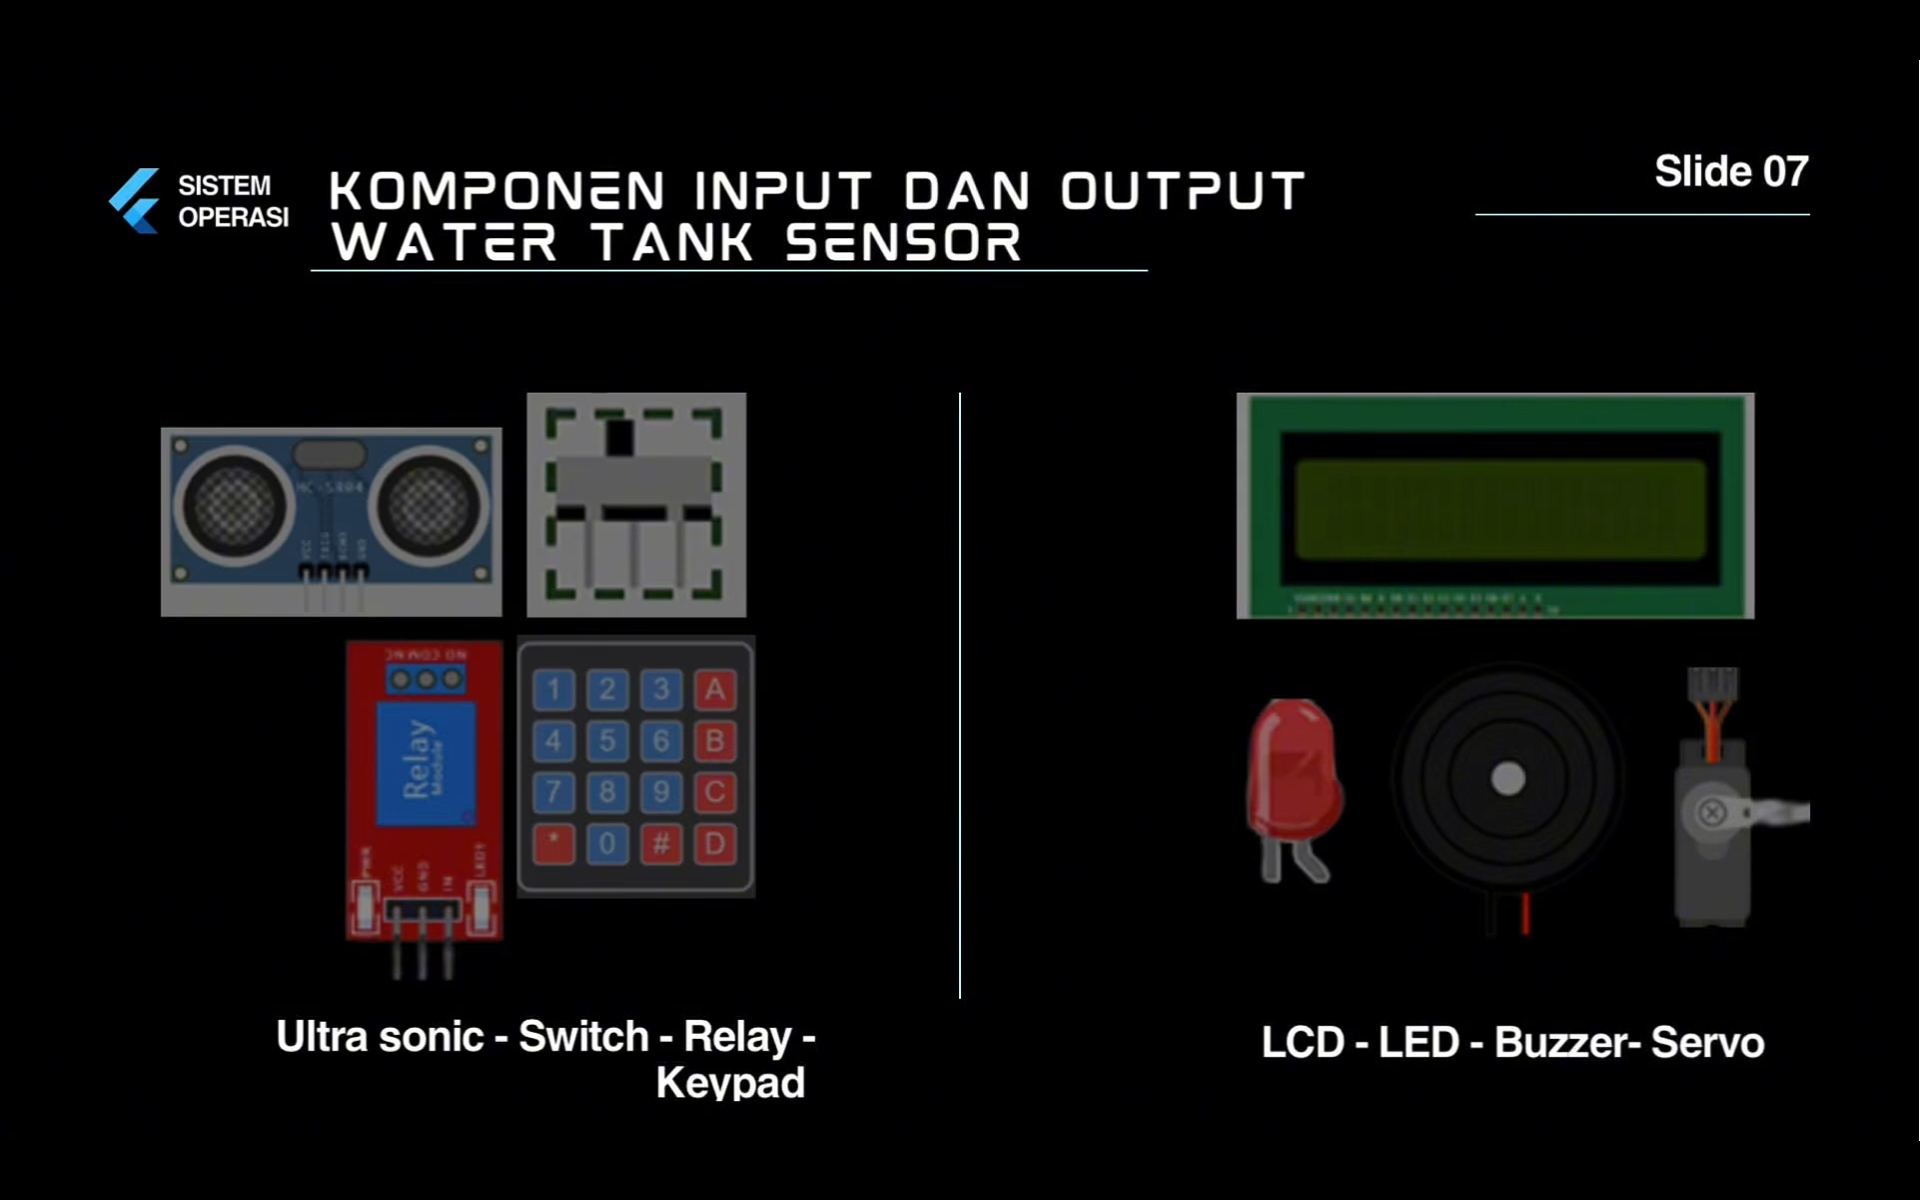 SISTEM
OPERASI
KOMPONEN INPUT DAN OUTPUT
WATER TANK SENSOR
Slide 07
HC-SR04
VCC
TRIG
ECHO
GND
NO COM NC
Relay
Module
PWR
VCC
GND
IN
LED1
1 2 3 A
4 5 6 B
7 8 9 C
* 0 # D
Ultra sonic - Switch - Relay -
Keypad
LCD - LED - Buzzer- Servo